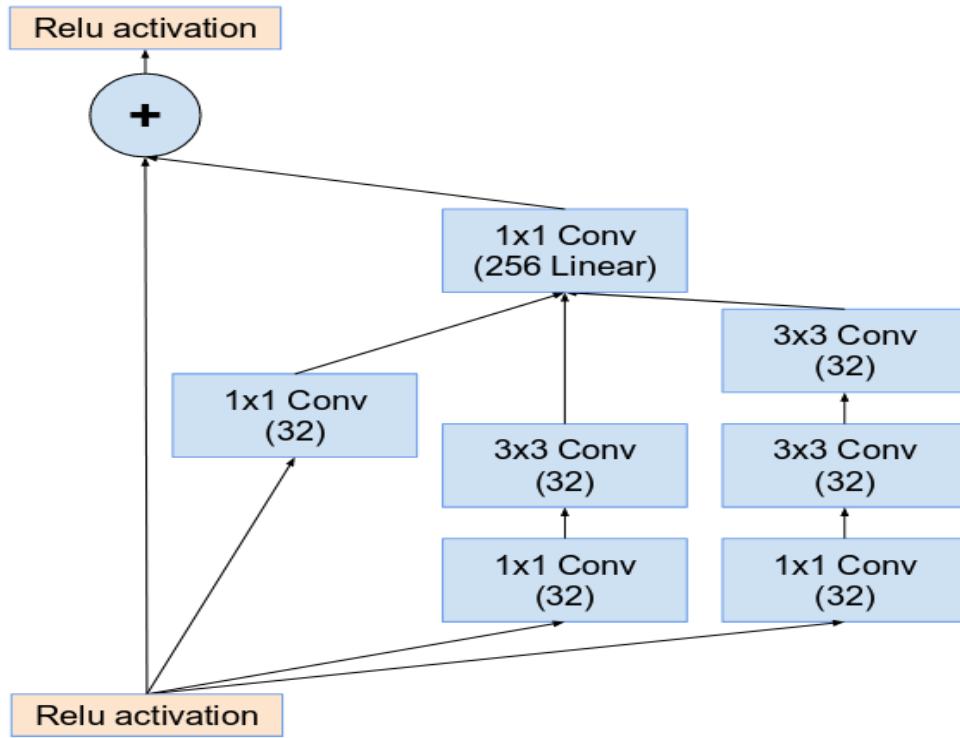 Relu activation
+
1x1 Conv
(256 Linear)
3x3 Conv
(32)
1x1 Conv
(32)
3x3 Conv
(32)
3x3 Conv
(32)
1x1 Conv
(32)
1x1 Conv
(32)
Relu activation